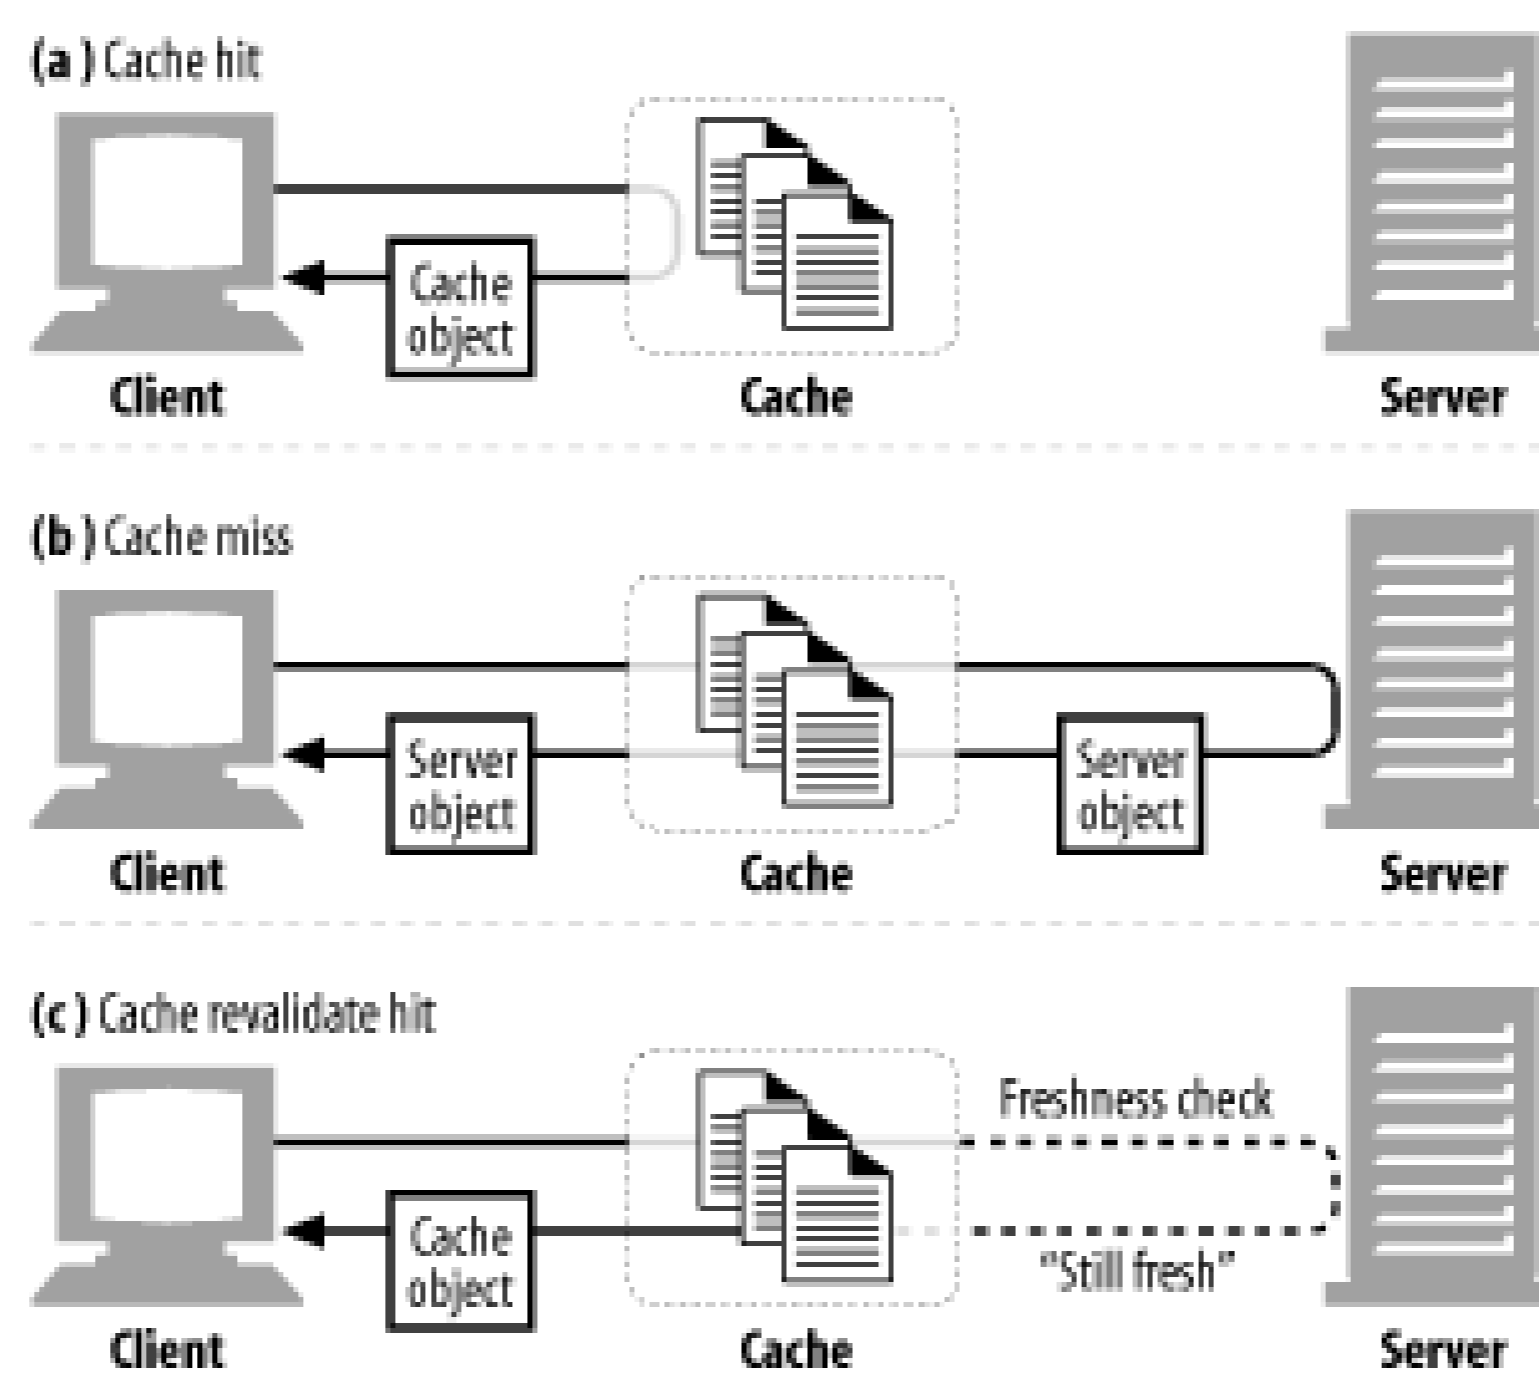 (a ) Cache hit
Cache
object
Client
Cache
Server
(b ) Cache miss
Server
object
Server
object
Client
Cache
Server
(c ) Cache revalidate hit
Freshness check
Cache
object
"Still fresh"
Client
Cache
Server